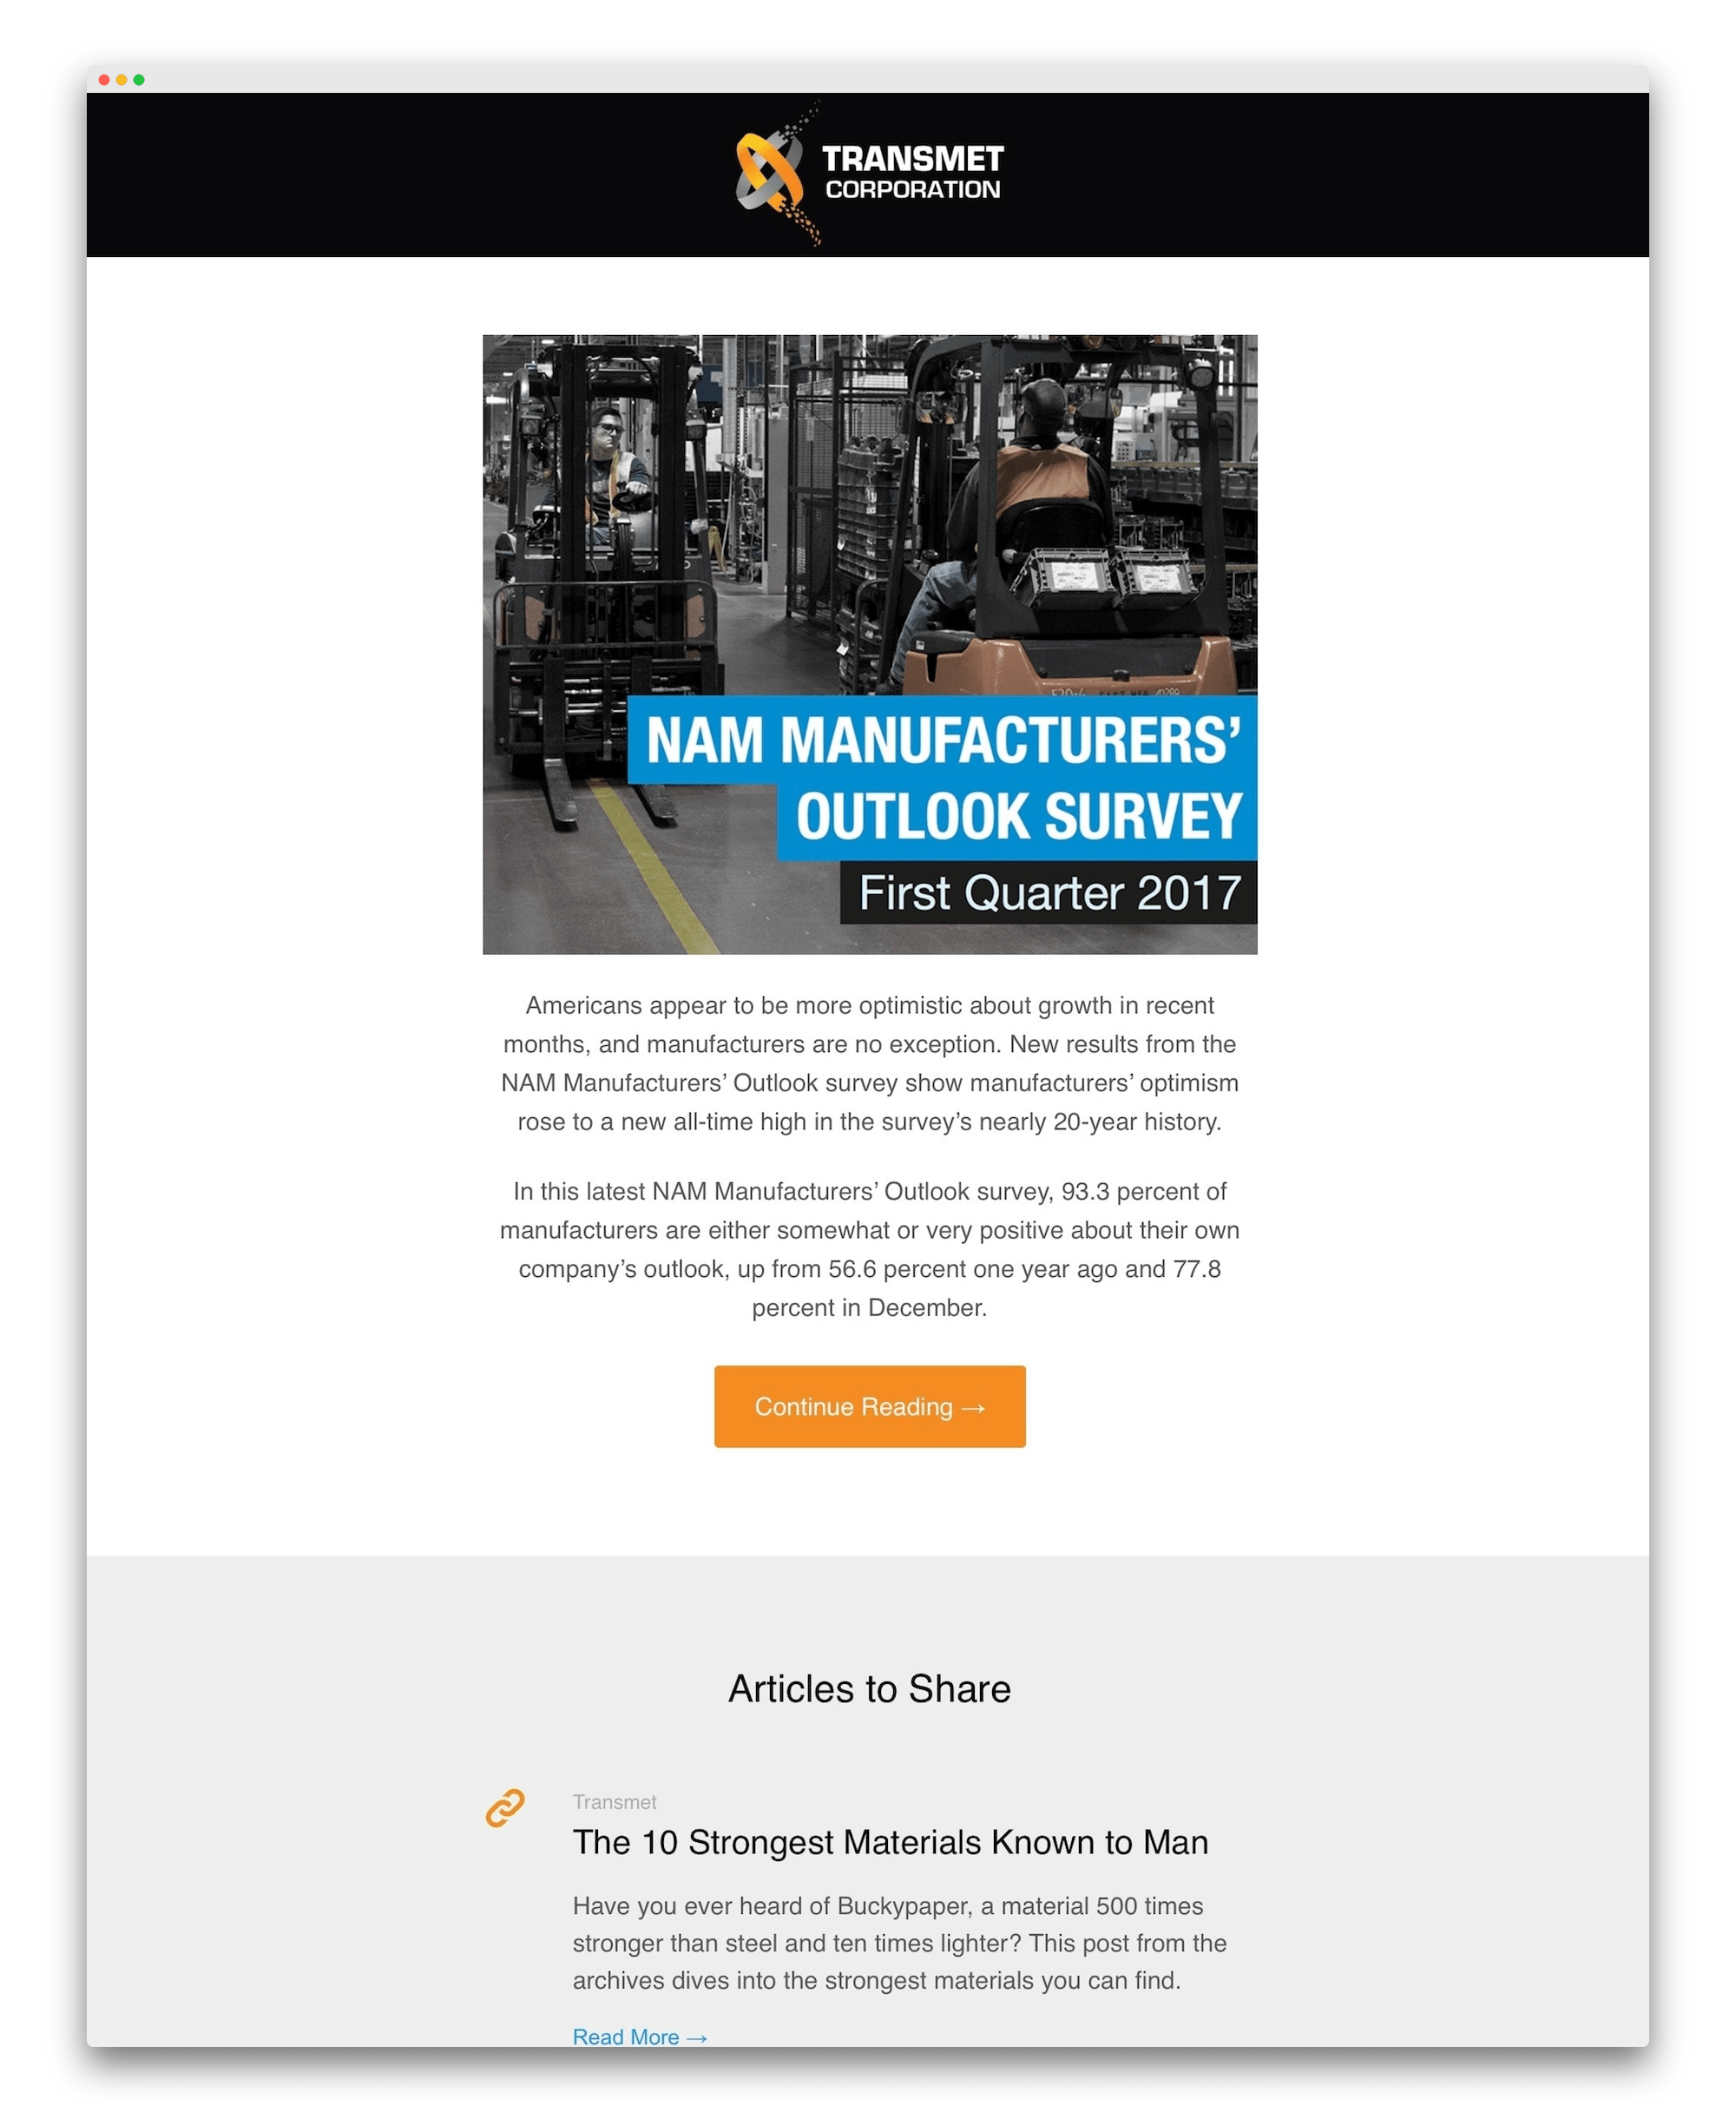 TRANSMET
CORPORATION
NAM MANUFACTURERS’
OUTLOOK SURVEY
First Quarter 2017
Americans appear to be more optimistic about growth in recent
months, and manufacturers are no exception. New results from the
NAM Manufacturers’ Outlook survey show manufacturers’ optimism
rose to a new all-time high in the survey’s nearly 20-year history.
In this latest NAM Manufacturers’ Outlook survey, 93.3 percent of
manufacturers are either somewhat or very positive about their own
company’s outlook, up from 56.6 percent one year ago and 77.8
percent in December.
Continue Reading →
Articles to Share
Transmet
The 10 Strongest Materials Known to Man
Have you ever heard of Buckypaper, a material 500 times
stronger than steel and ten times lighter? This post from the
archives dives into the strongest materials you can find.
Read More →